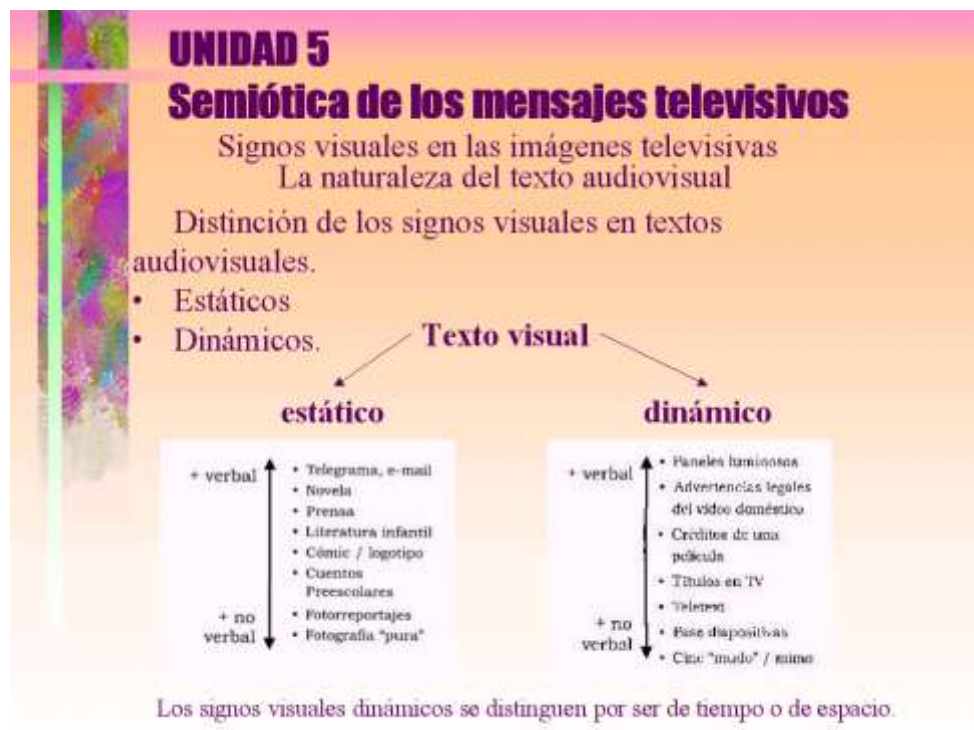 UNIDAD 5
Semiótica de los mensajes televisivos
Signos visuales en las imágenes televisivas
La naturaleza del texto audiovisual
Distinción de los signos visuales en textos
audiovisuales.
• Estáticos
• Dinámicos.
Texto visual
estático
+ verbal
• Telegrama, e-mail
• Novela
• Prensa
• Literatura infantil
• Cómic / logotipo
• Cuentos
Preescolares
• Fotorreportajes
• Fotografía "pura"
+ no
verbal
dinámico
+ verbal
• Paneles luminosos
• Advertencias legales
del vídeo doméstico
• Créditos de una
película
• Títulos en TV
• Teletext
• Pase diapositivas
• Cine "mudo" / mimo
+ no
verbal
Los signos visuales dinámicos se distinguen por ser de tiempo o de espacio.